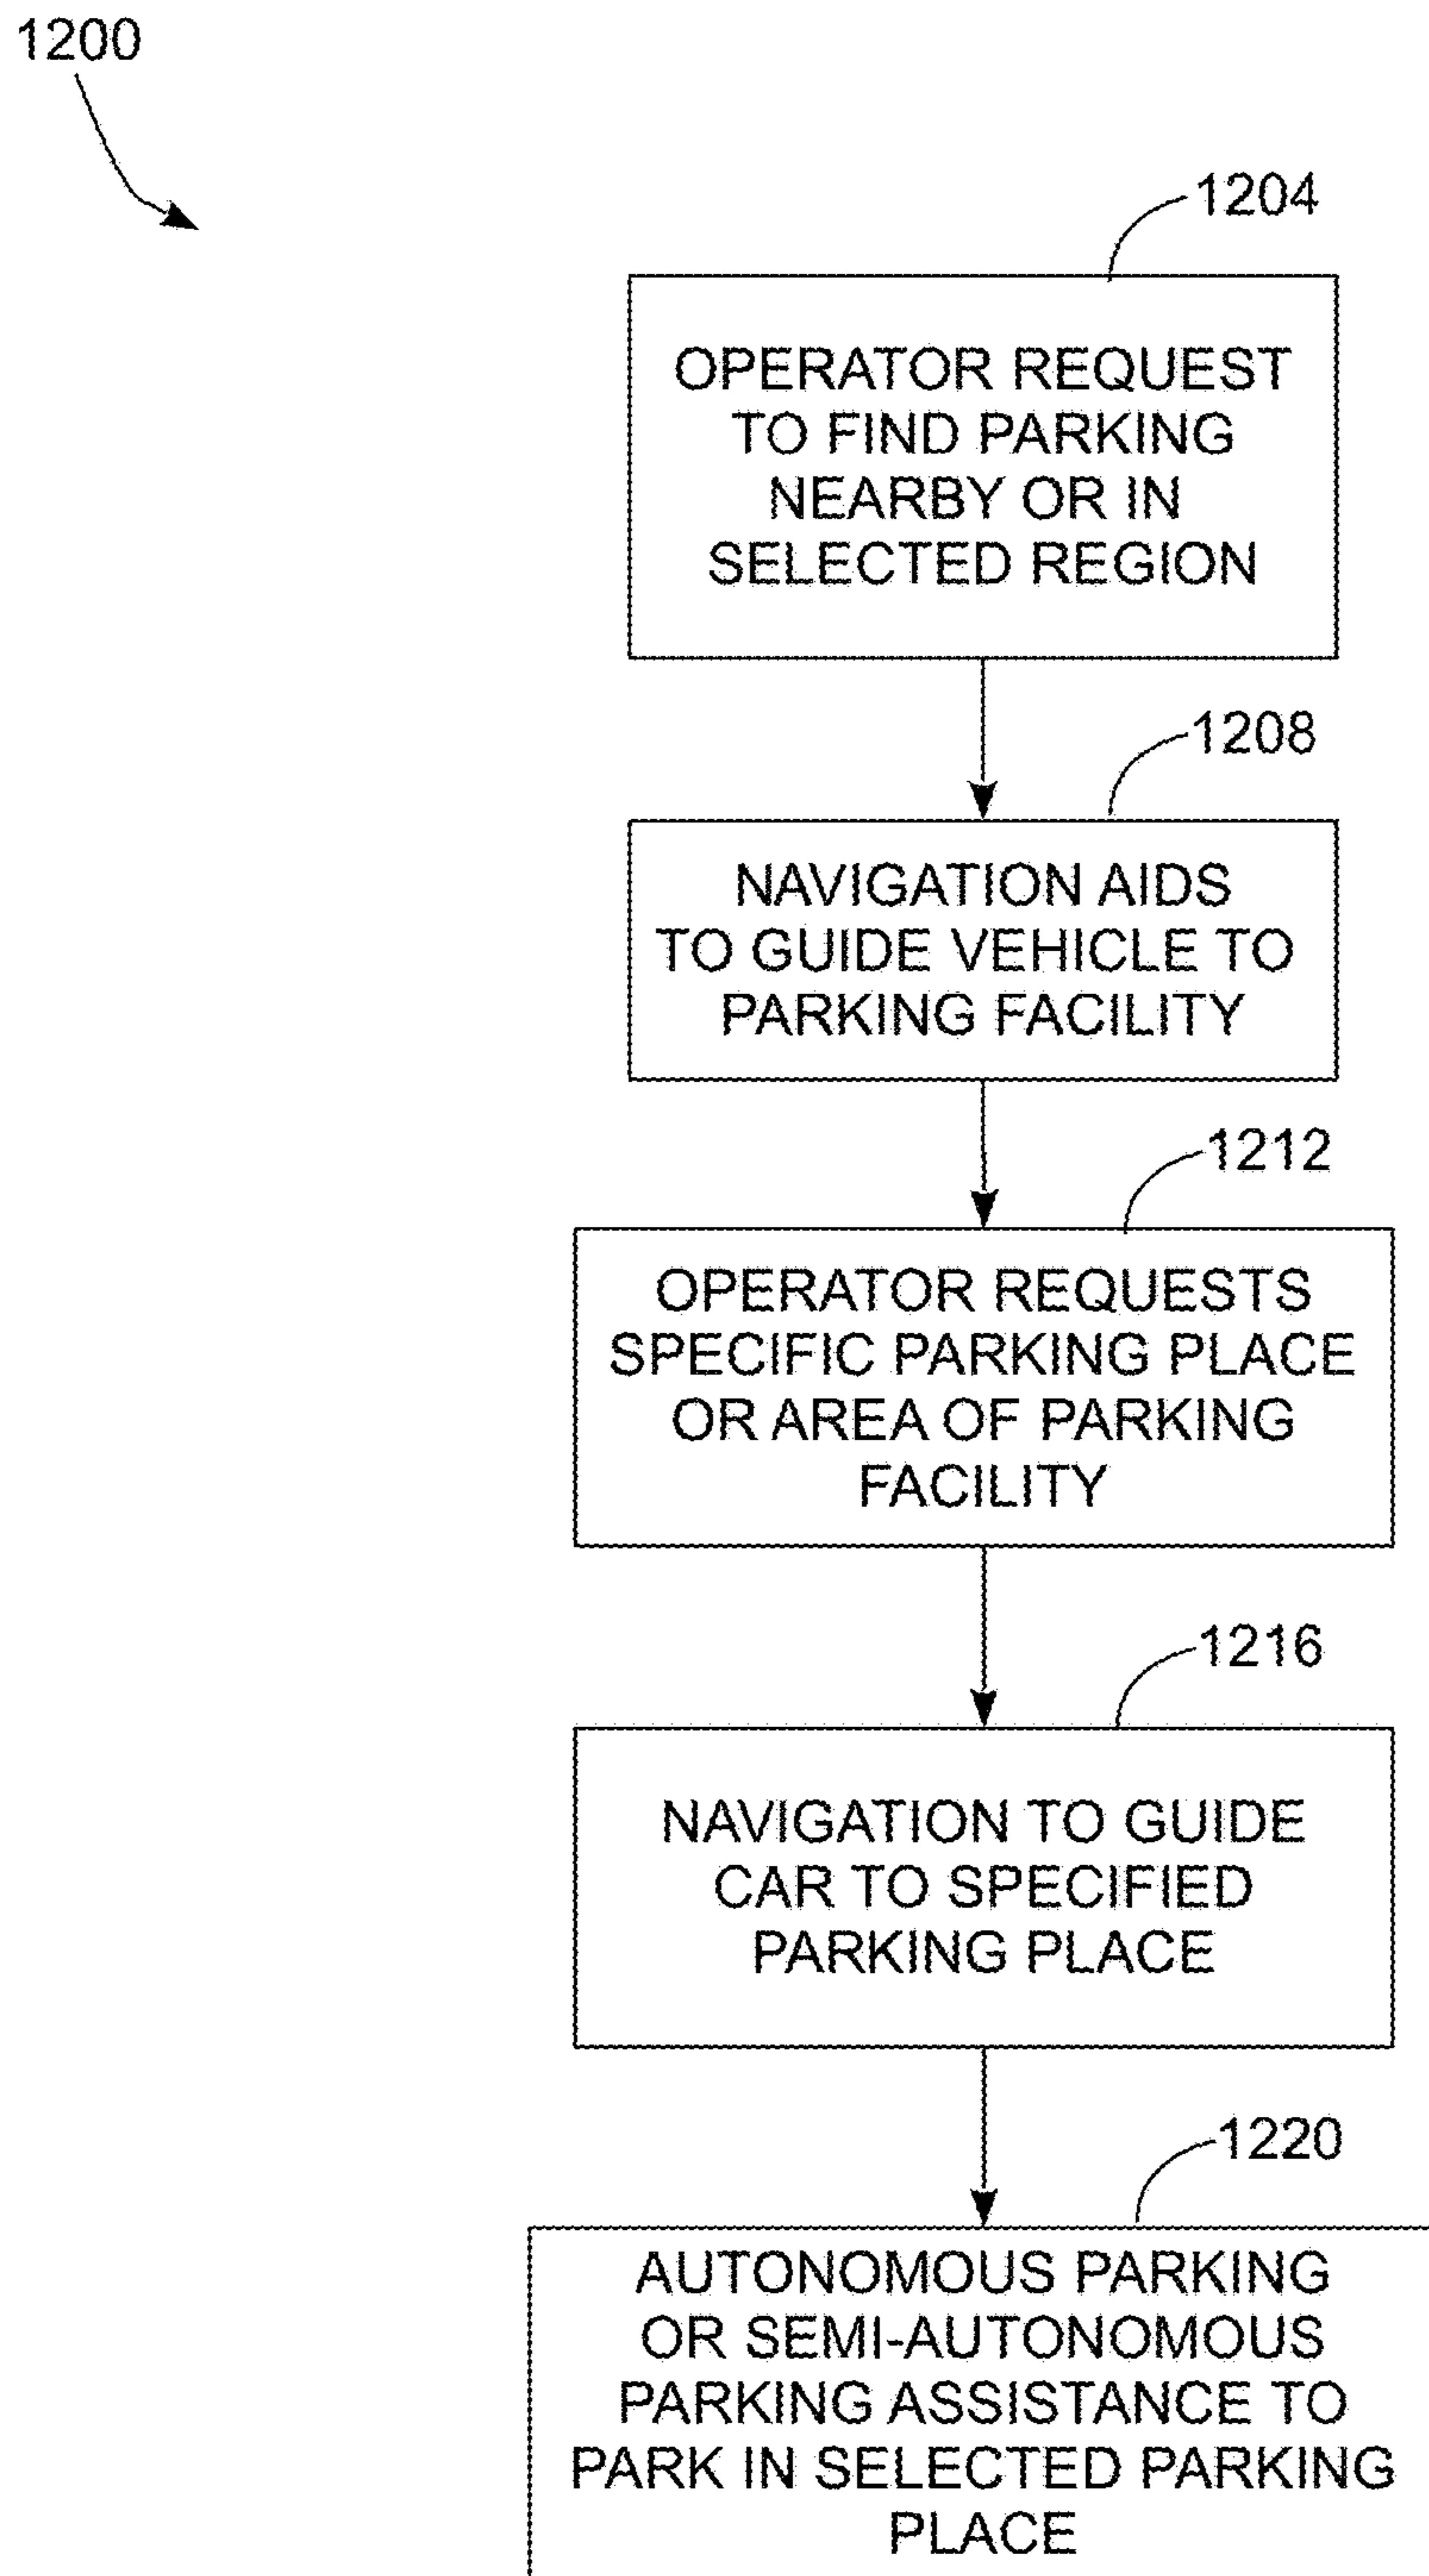 1200
1204
OPERATOR REQUEST
TO FIND PARKING
NEARBY OR IN
SELECTED REGION
1208
NAVIGATION AIDS
TO GUIDE VEHICLE TO
PARKING FACILITY
1212
OPERATOR REQUESTS
SPECIFIC PARKING PLACE
OR AREA OF PARKING
FACILITY
1216
NAVIGATION TO GUIDE
CAR TO SPECIFIED
PARKING PLACE
1220
AUTONOMOUS PARKING
OR SEMI-AUTONOMOUS
PARKING ASSISTANCE TO
PARK IN SELECTED PARKING
PLACE